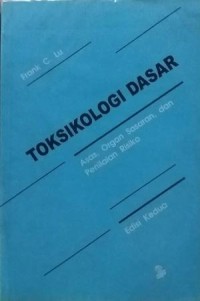 Frank C. Lu
TOKSIKOLOGI DASAR
Asas, Organ Sasaran, dan
Penilaian Risiko
Edisi Kedua